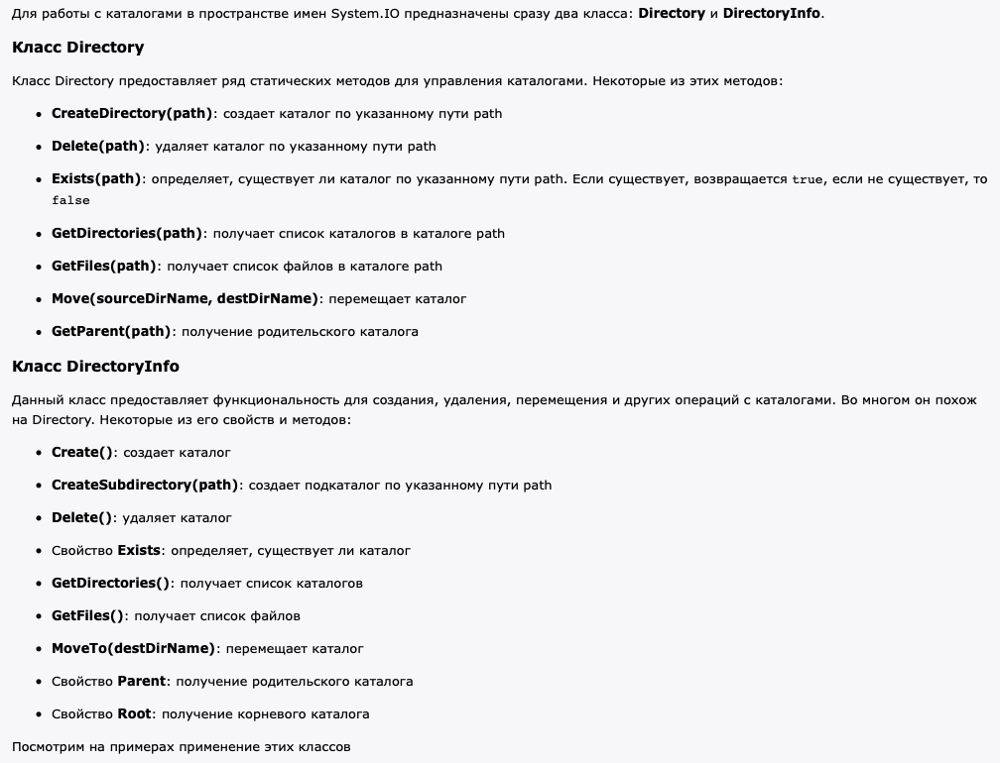 Для работы с каталогами в пространстве имен System.IO предназначены сразу два класса: Directory и DirectoryInfo.
Класс Directory
Класс Directory предоставляет ряд статических методов для управления каталогами. Некоторые из этих методов:
• CreateDirectory(path): создает каталог по указанному пути path
• Delete(path): удаляет каталог по указанному пути path
• Exists(path): определяет, существует ли каталог по указанному пути path. Если существует, возвращается true, если не существует, то
false
• GetDirectories(path): получает список каталогов в каталоге path
• GetFiles(path): получает список файлов в каталоге path
• Move(sourceDirName, destDirName): перемещает каталог
• GetParent(path): получение родительского каталога
Класс DirectoryInfo
Данный класс предоставляет функциональность для создания, удаления, перемещения и других операций с каталогами. Во многом он похож
на Directory. Некоторые из его свойств и методов:
• Create(): создает каталог
• CreateSubdirectory(path): создает подкаталог по указанному пути path
• Delete(): удаляет каталог
• Свойство Exists: определяет, существует ли каталог
• GetDirectories(): получает список каталогов
• GetFiles(): получает список файлов
• MoveTo(destDirName): перемещает каталог
• Свойство Parent: получение родительского каталога
• Свойство Root: получение корневого каталога
Посмотрим на примерах применение этих классов